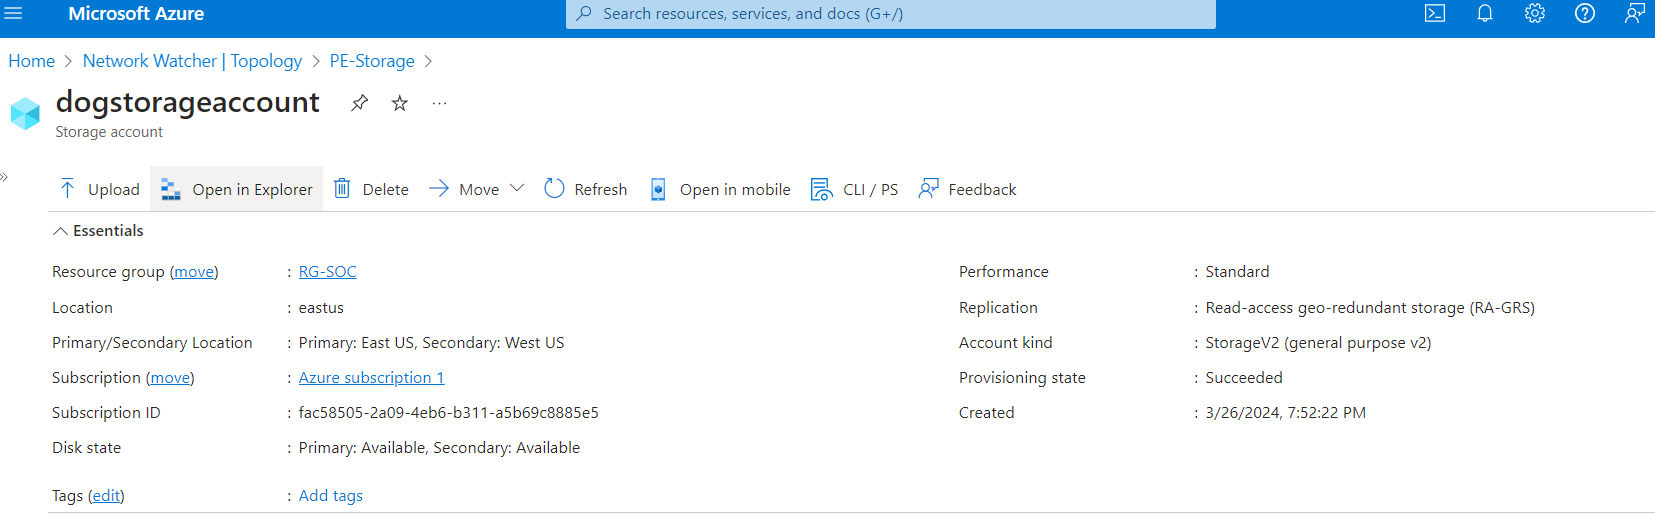 Microsoft Azure
Search resources, services, and docs (G+/)
Home > Network Watcher | Topology > PE-Storage >
dogstorageaccount ...
Storage account
Upload Open in Explorer Delete Move Refresh Open in mobile CLI / PS Feedback
Essentials
Resource group (move) : RG-SOC
Location : eastus
Primary/Secondary Location : Primary: East US, Secondary: West US
Subscription (move) : Azure subscription 1
Subscription ID : fac58505-2a09-4eb6-b311-a5b69c8885e5
Disk state : Primary: Available, Secondary: Available
Tags (edit) : Add tags
Performance : Standard
Replication : Read-access geo-redundant storage (RA-GRS)
Account kind : StorageV2 (general purpose v2)
Provisioning state : Succeeded
Created : 3/26/2024, 7:52:22 PM